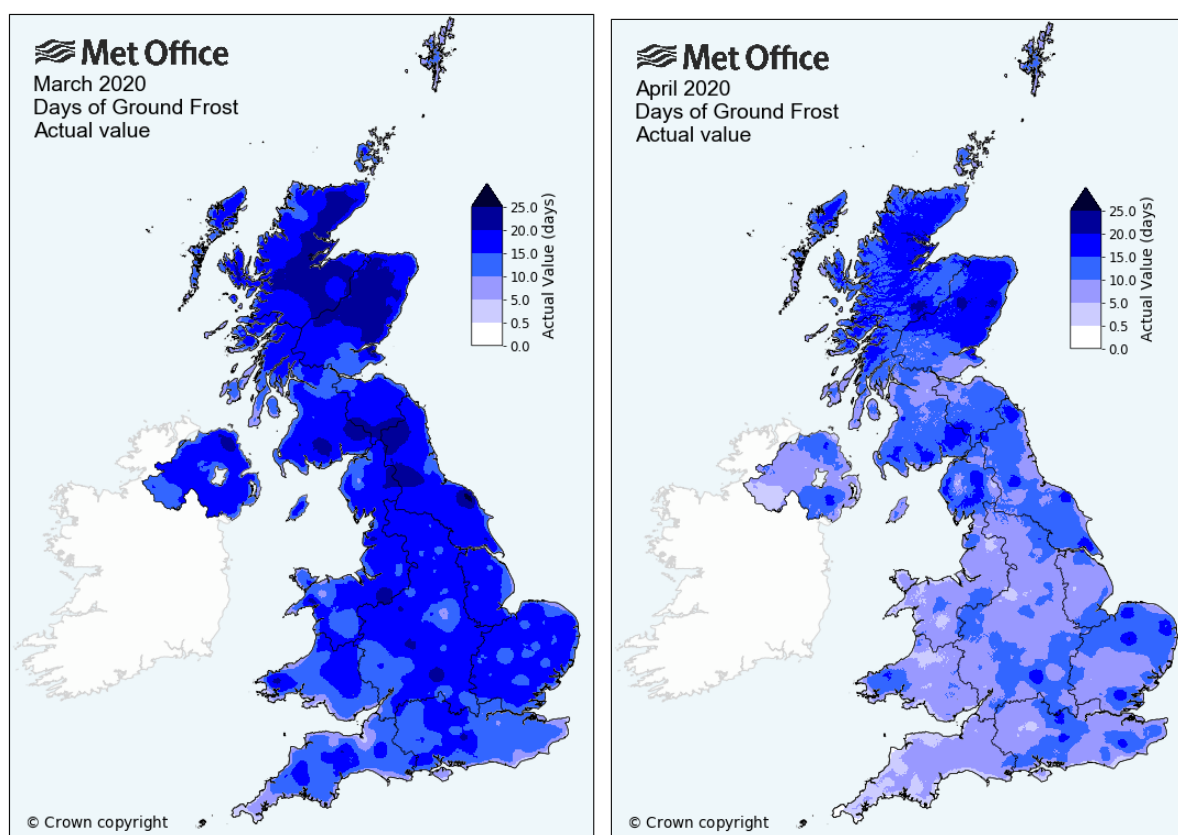 Met Office
March 2020
Days of Ground Frost
Actual value
25.0
20.0
15.0
10.0
5.0
0.5
0.0
Actual Value (days)
© Crown copyright
Met Office
April 2020
Days of Ground Frost
Actual value
25.0
20.0
15.0
10.0
5.0
0.5
0.0
Actual Value (days)
© Crown copyright